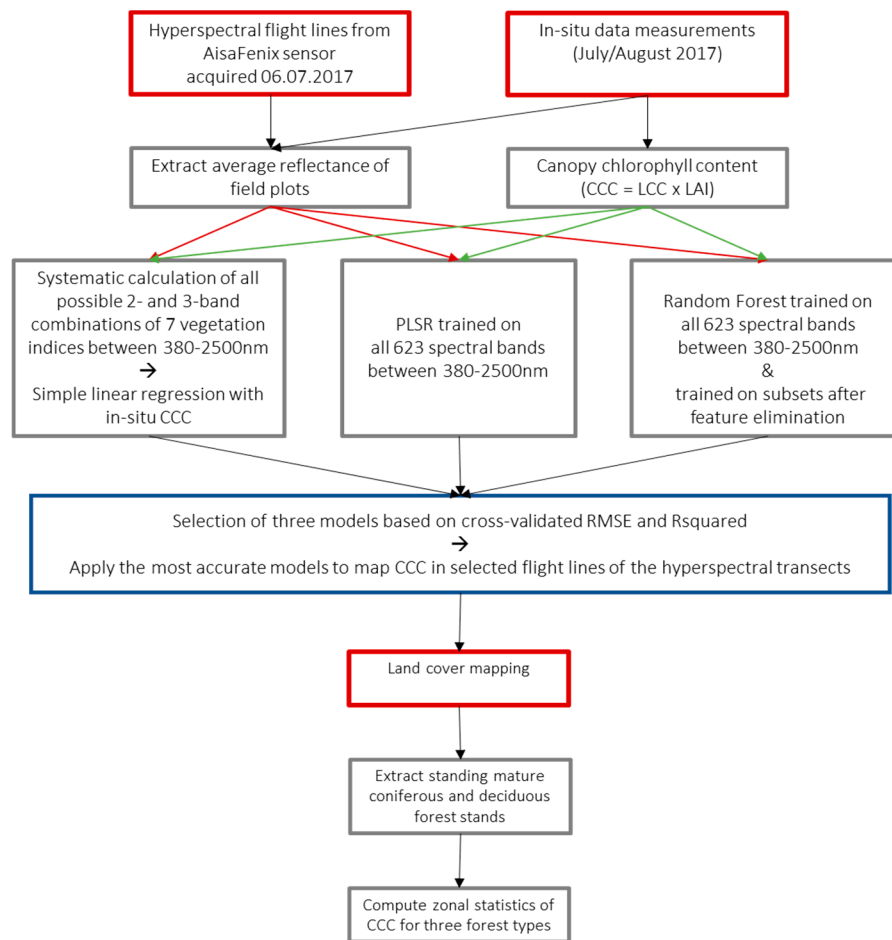 Hyperspectral flight lines from
AisaFenix sensor
acquired 06.07.2017
In-situ data measurements
(July/August 2017)
Extract average reflectance of
field plots
Canopy chlorophyll content
(CCC = LCC x LAI)
Systematic calculation of all
possible 2- and 3-band
combinations of 7 vegetation
indices between 380-2500nm
→
Simple linear regression with
in-situ CCC
PLSR trained on
all 623 spectral bands
between 380-2500nm
Random Forest trained on
all 623 spectral bands
between 380-2500nm
&
trained on subsets after
feature elimination
Selection of three models based on cross-validated RMSE and Rsquared
→
Apply the most accurate models to map CCC in selected flight lines of the hyperspectral transects
Land cover mapping
Extract standing mature
coniferous and deciduous
forest stands
Compute zonal statistics of
CCC for three forest types